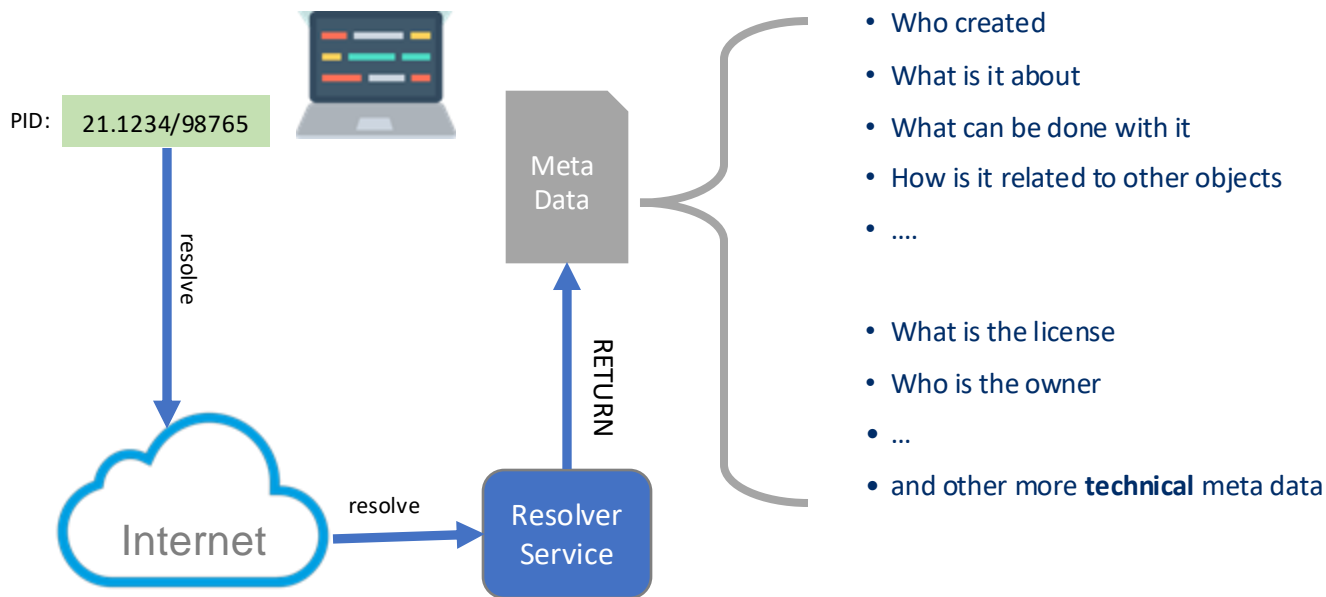 PID:
21.1234/98765
resolve
Internet
resolve
Resolver
Service
RETURN
Meta
Data
• Who created
• What is it about
• What can be done with it
• How is it related to other objects
• ....
• What is the license
• Who is the owner
• ...
• and other more technical meta data